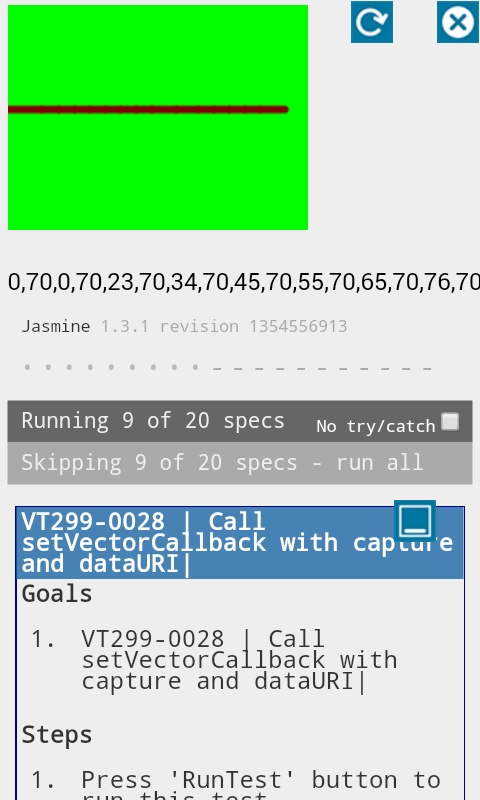 0,70,0,70,23,70,34,70,45,70,55,70,65,70,76,70
Jasmine 1.3.1 revision 1354556913
Running 9 of 20 specs
No try/catch
Skipping 9 of 20 specs - run all
VT299-0028 | Call
setVectorCallback with capture
and dataURI|
Goals
1. VT299-0028 | Call
setVectorCallback with
capture and dataURI|
Steps
1. Press 'RunTest' button to
run this test